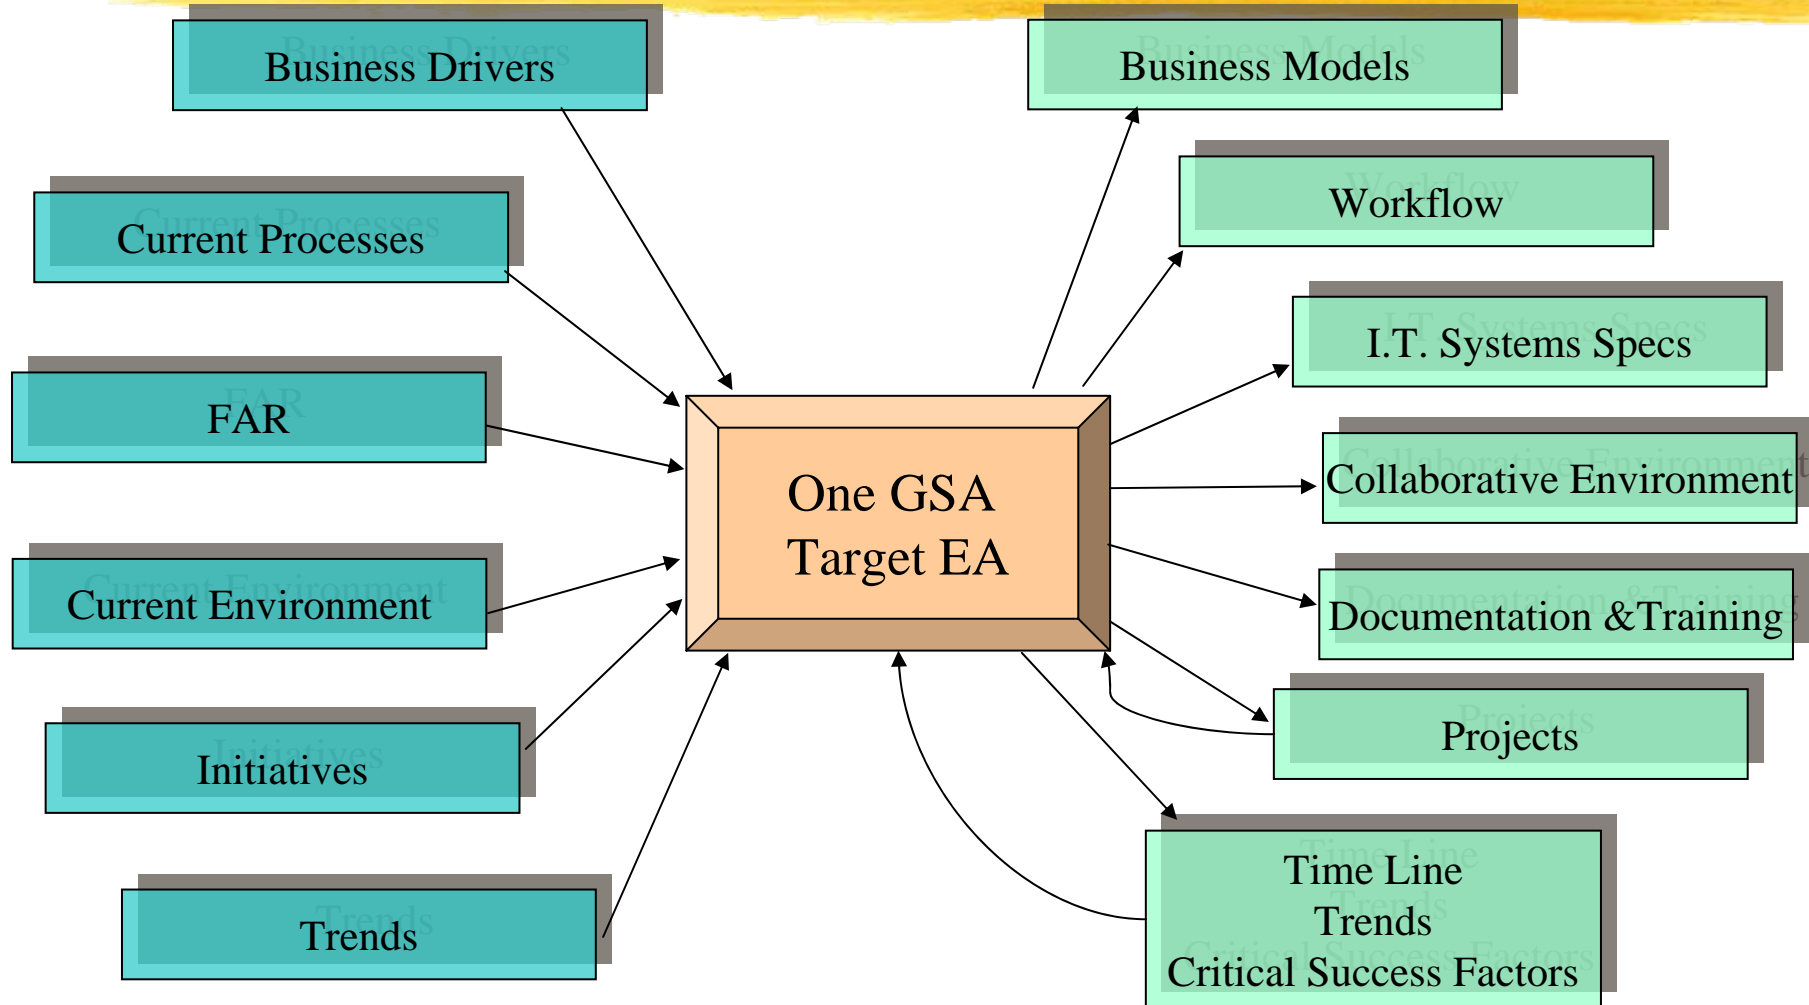 Business Drivers
Current Processes
FAR
Current Environment
Initiatives
Trends
One GSA
Target EA
Business Models
Workflow
I.T. Systems Specs
Collaborative Environment
Documentation &Training
Projects
Time Line
Trends
Critical Success Factors